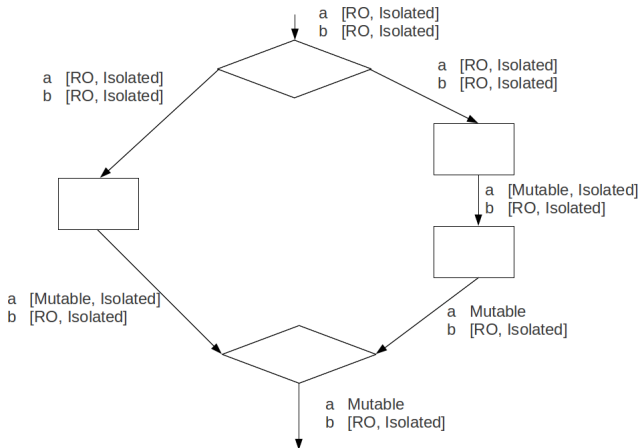 a [RO, Isolated]
b [RO, Isolated]
a [RO, Isolated]
b [RO, Isolated]
a [RO, Isolated]
b [RO, Isolated]
a [Mutable, Isolated]
b [RO, Isolated]
a [Mutable, Isolated]
b [RO, Isolated]
a Mutable
b [RO, Isolated]
a Mutable
b [RO, Isolated]